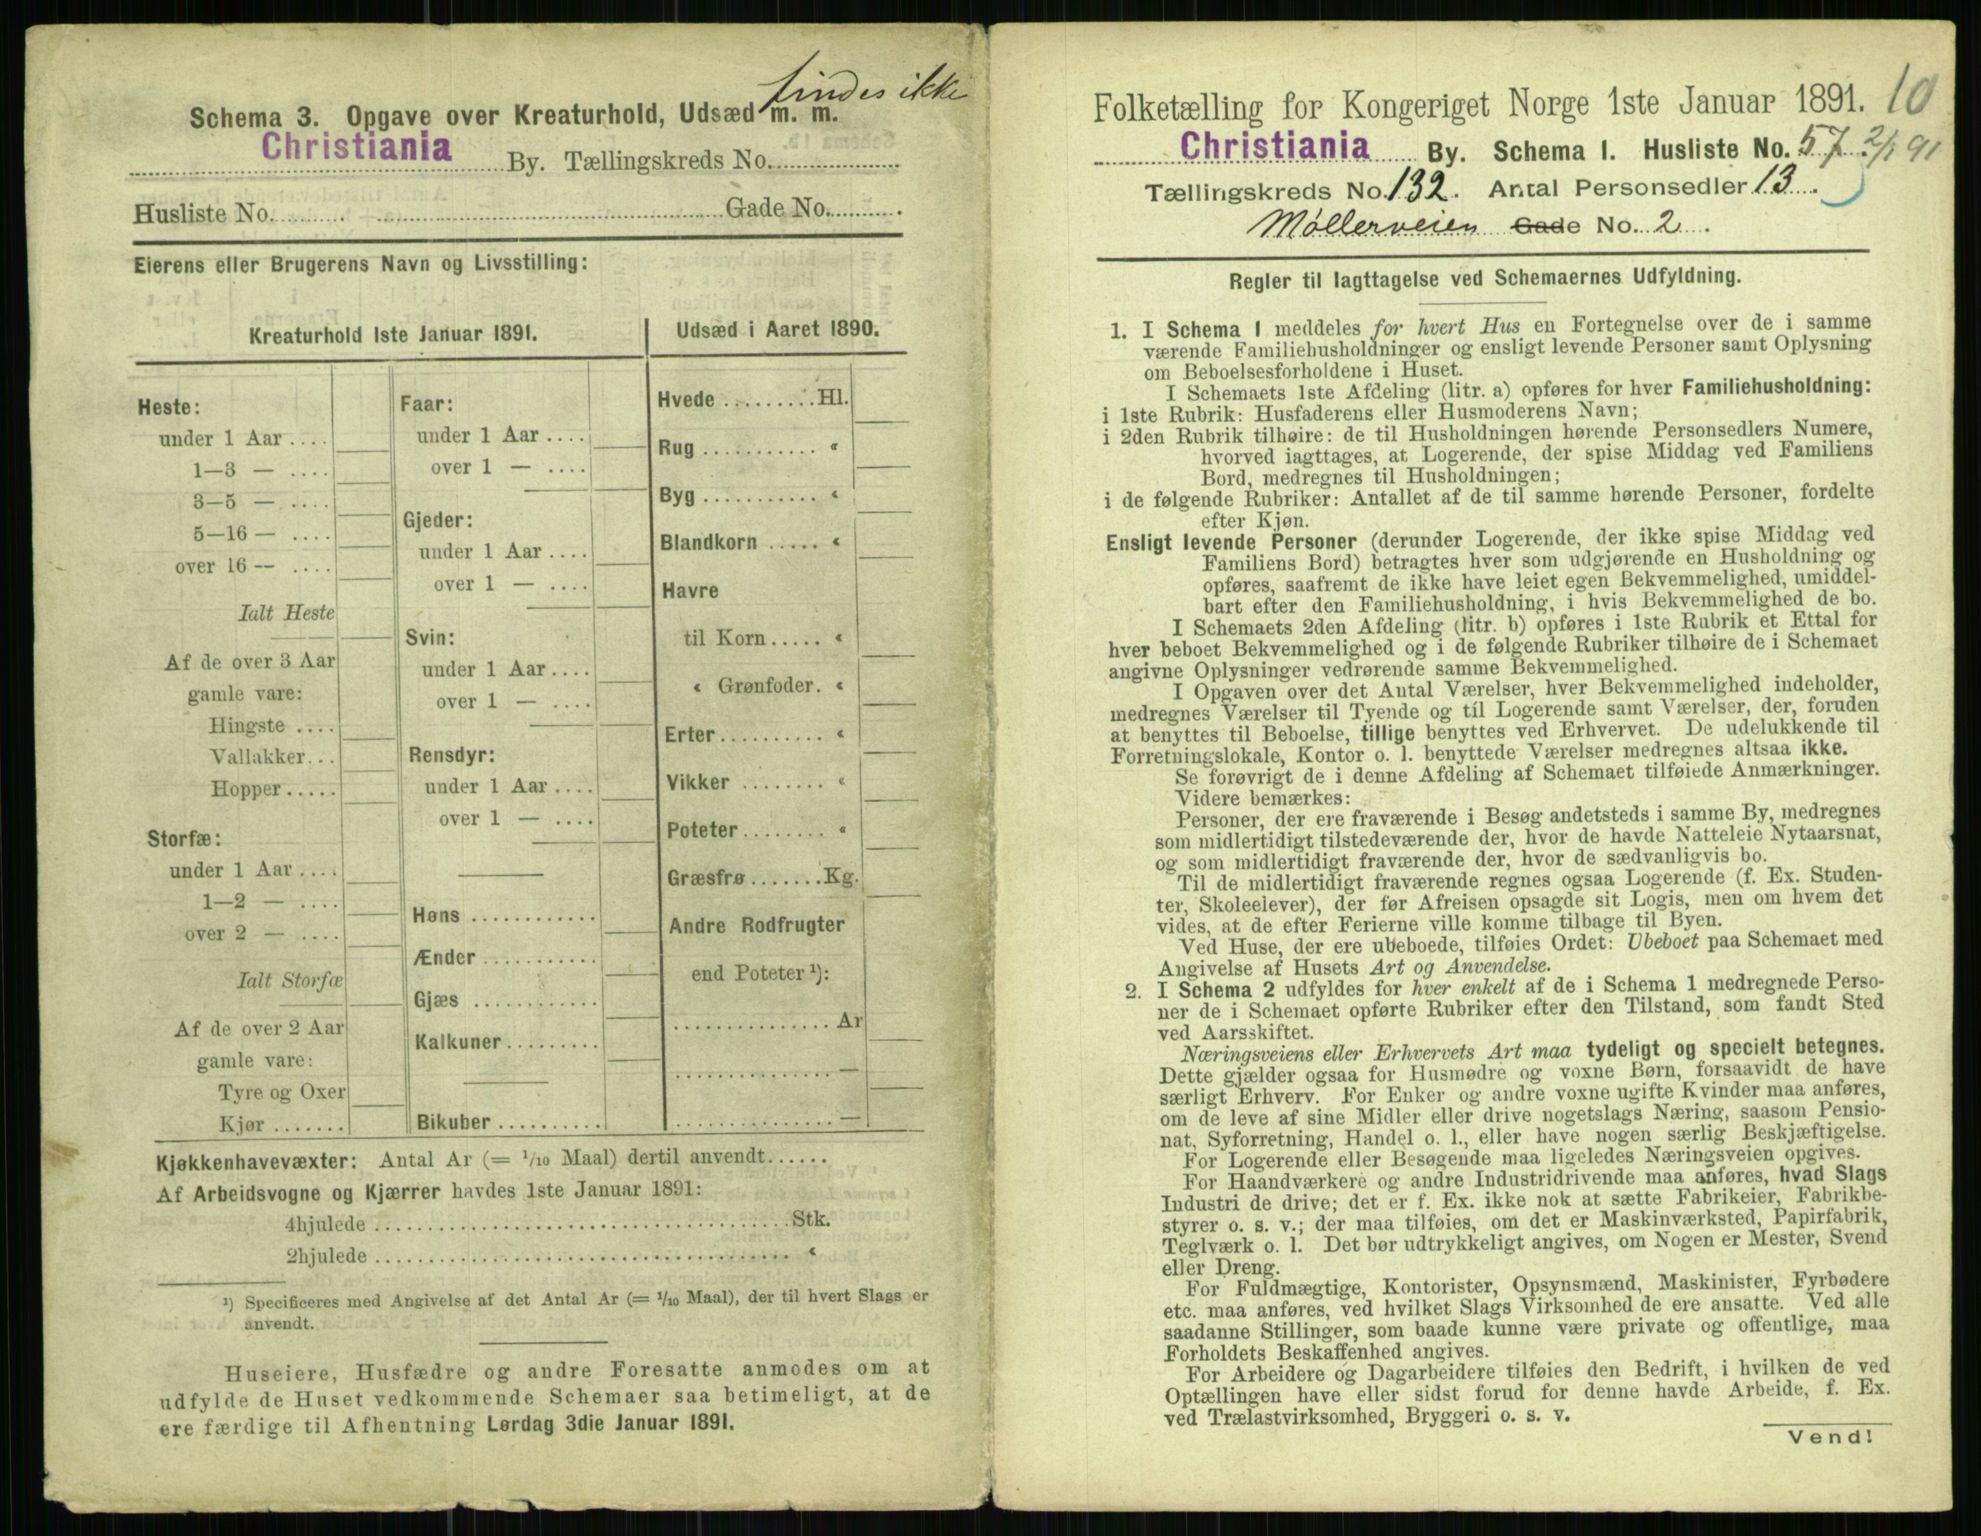 findes ikke
Schema 3. Opgave over Kreaturhold, Udsæd m. m.
Christiania By. Tællingskreds No.
Husliste No. Gade No.
Eierens eller Brugerens Navn og Livsstilling:
Kreaturhold 1ste Januar 1891.
Heste:
under 1 Aar
1—3 —
3—5 —
5—16 —
over 16 —
Ialt Heste
Af de over 3 Aar
gamle vare:
Hingste
Vallakker
Hopper
Storfæ:
under 1 Aar
1—2 —
over 2 —
Ialt Storfæ
Af de over 2 Aar
gamle vare:
Tyre og Oxer
Kjør
Faar:
under 1 Aar
over 1 —
Gjeder:
under 1 Aar
over 1 —
Svin:
under 1 Aar
over 1 —
Rensdyr:
under 1 Aar
over 1 —
Høns
Ænder
Gjæs
Kalkuner
Bikuber
Udsæd i Aaret 1890.
Hvede Hl.
Rug "
Byg "
Blandkorn "
Havre
til Korn "
" Grønfoder. "
Erter "
Vikker "
Poteter "
Græsfrø Kg.
Andre Rodfrugter
end Poteter ¹):
Ar
—
—
Kjøkkenhavevæxter: Antal Ar (= 1/10 Maal) dertil anvendt
Af Arbeidsvogne og Kjærrer havdes 1ste Januar 1891:
4hjulede Stk.
2hjulede "
¹) Specificeres med Angivelse af det Antal Ar (= 1/10 Maal), der til hvert Slags er
anvendt.
Huseiere, Husfædre og andre Foresatte anmodes om at
udfylde de Huset vedkommende Schemaer saa betimeligt, at de
ere færdige til Afhentning Lørdag 3die Januar 1891.
Folketælling for Kongeriget Norge 1ste Januar 1891. 10
Christiania By. Schema 1. Husliste No. 57. 2/1 91
Tællingskreds No. 132. Antal Personsedler 13.
Møllerveien Gade No. 2.
Regler til Iagttagelse ved Schemaernes Udfyldning.
1. I Schema 1 meddeles for hvert Hus en Fortegnelse over de i samme
værende Familiehusholdninger og ensligt levende Personer samt Oplysning
om Beboelsesforholdene i Huset.
I Schemaets 1ste Afdeling (litr. a) opføres for hver Familiehusholdning:
i 1ste Rubrik: Husfaderens eller Husmoderens Navn;
i 2den Rubrik tilhøire: de til Husholdningen hørende Personsedlers Numere,
hvorved iagttages, at Logerende, der spise Middag ved Familiens
Bord, medregnes til Husholdningen;
i de følgende Rubriker: Antallet af de til samme hørende Personer, fordelte
efter Kjøn.
Ensligt levende Personer (derunder Logerende, der ikke spise Middag ved
Familiens Bord) betragtes hver som udgjørende en Husholdning og
opføres, saafremt de ikke have leiet egen Bekvemmelighed, umiddel-
bart efter den Familiehusholdning, i hvis Bekvemmelighed de bo.
I Schemaets 2den Afdeling (litr. b) opføres i 1ste Rubrik et Ettal for
hver beboet Bekvemmelighed og i de følgende Rubriker tilhøire de i Schemaet
angivne Oplysninger vedrørende samme Bekvemmelighed.
I Opgaven over det Antal Værelser, hver Bekvemmelighed indeholder,
medregnes Værelser til Tyende og til Logerende samt Værelser, der, foruden
at benyttes til Beboelse, tillige benyttes ved Erhvervet. De udelukkende til
Forretningslokale, Kontor o. l. benyttede Værelser medregnes altsaa ikke.
Se forøvrigt de i denne Afdeling af Schemaet tilføiede Anmærkninger.
Videre bemærkes:
Personer, der ere fraværende i Besøg andetsteds i samme By, medregnes
som midlertidigt tilstedeværende der, hvor de havde Natteleie Nytaarsnat,
og som midlertidigt fraværende der, hvor de sædvanligvis bo.
Til de midlertidigt fraværende regnes ogsaa Logerende (f. Ex. Studen-
ter, Skoleelever), der før Afreisen opsagde sit Logis, men om hvem det
vides, at de efter Ferierne ville komme tilbage til Byen.
Ved Huse, der ere ubeboede, tilføies Ordet: Ubeboet paa Schemaet med
Angivelse af Husets Art og Anvendelse.
2. I Schema 2 udfyldes for hver enkelt af de i Schema 1 medregnede Perso-
ner de i Schemaet opførte Rubriker efter den Tilstand, som fandt Sted
ved Aarsskiftet.
Næringsveiens eller Erhvervets Art maa tydeligt og specielt betegnes.
Dette gjælder ogsaa for Husmødre og voxne Børn, forsaavidt de have
særligt Erhverv. For Enker og andre voxne ugifte Kvinder maa anføres,
om de leve af sine Midler eller drive nogetslags Næring, saasom Pensio-
nat, Syforretning, Handel o. l., eller have nogen særlig Beskjæftigelse.
For Logerende eller Besøgende maa ligeledes Næringsveien opgives.
For Haandværkere og andre Industridrivende maa anføres, hvad Slags
Industri de drive; det er f. Ex. ikke nok at sætte Fabrikeier, Fabrikbe-
styrer o. s. v.; der maa tilføies, om det er Maskinværksted, Papirfabrik,
Teglværk o. l. Det bør udtrykkeligt angives, om Nogen er Mester, Svend
eller Dreng.
For Fuldmægtige, Kontorister, Opsynsmænd, Maskinister, Fyrbødere
etc. maa anføres, ved hvilket Slags Virksomhed de ere ansatte. Ved alle
saadanne Stillinger, som baade kunne være private og offentlige, maa
Forholdets Beskaffenhed angives.
For Arbeidere og Dagarbeidere tilføies den Bedrift, i hvilken de ved
Optællingen have eller sidst forud for denne havde Arbeide, f. Ex.
ved Trælastvirksomhed, Bryggeri o. s. v.
Vend!